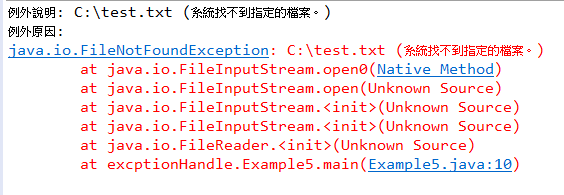 例外說明: C:\test.txt (系統找不到指定的檔案。)
例外原因:
java.io.FileNotFoundException: C:\test.txt (系統找不到指定的檔案。)
at java.io.FileInputStream.open0(Native Method)
at java.io.FileInputStream.open(Unknown Source)
at java.io.FileInputStream.<init>(Unknown Source)
at java.io.FileInputStream.<init>(Unknown Source)
at java.io.FileReader.<init>(Unknown Source)
at excptionHandle.Example5.main(Example5.java:10)